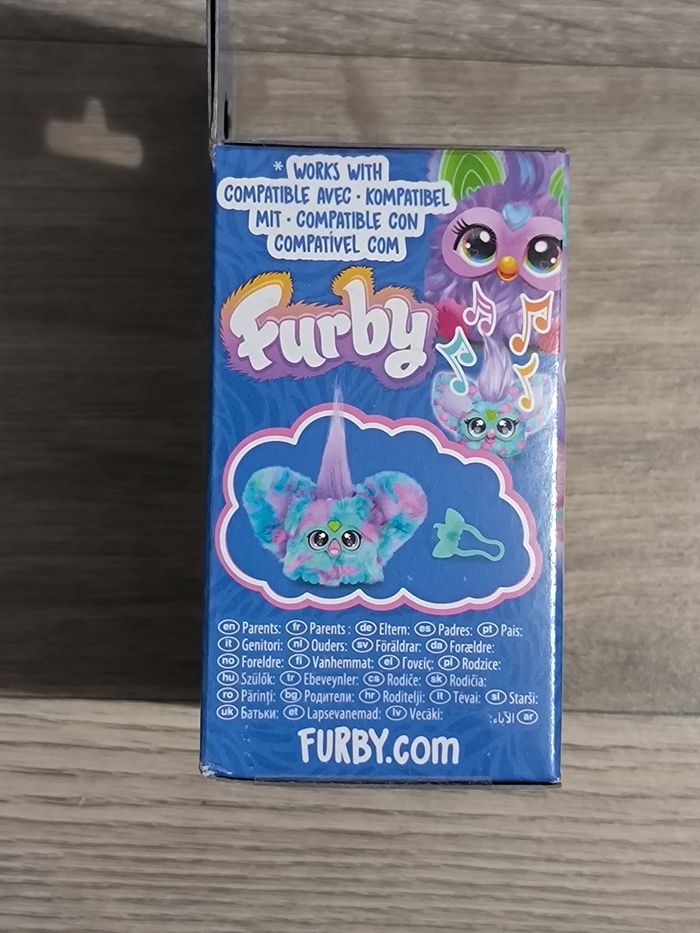 * WORKS WITH
COMPATIBLE AVEC · KOMPATIBEL
MIT · COMPATIBLE CON
COMPATÍVEL COM
Furby
en Parents: fr Parents : de Eltern: es Padres: pt Pais:
it Genitori: nl Ouders: sv Föräldrar: da Forældre:
no Foreldre: fi Vanhemmat: el Γονείς: pl Rodzice:
hu Szülők: tr Ebeveynler: cs Rodiče: sk Rodičia:
ro Părinți: bg Родители: hr Roditelji: lt Tėvai: sl Starši:
uk Батьки: et Lapsevanemad: lv Vecāki: ar الآباء:
FURBY.com